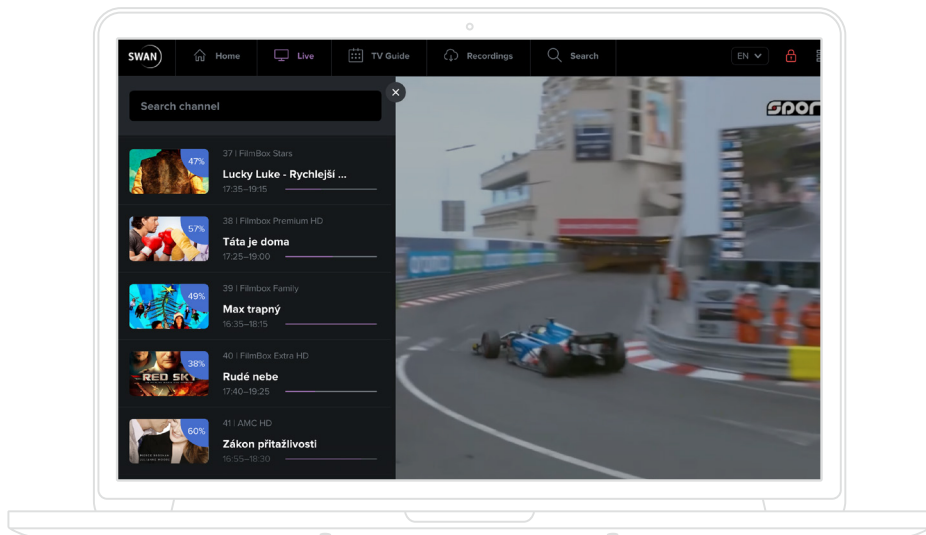 SWAN
Home
Live
TV Guide
Recordings
Search
EN
Search channel
47%
37 | FilmBox Stars
Lucky Luke - Rychlejší ...
17:35–19:15
57%
38 | Filmbox Premium HD
Táta je doma
17:25–19:00
49%
39 | Filmbox Family
Max trapný
16:35–18:15
38%
RED SKY
40 | FilmBox Extra HD
Rudé nebe
17:40–19:25
60%
41 | AMC HD
Zákon přitažlivosti
16:55–18:30